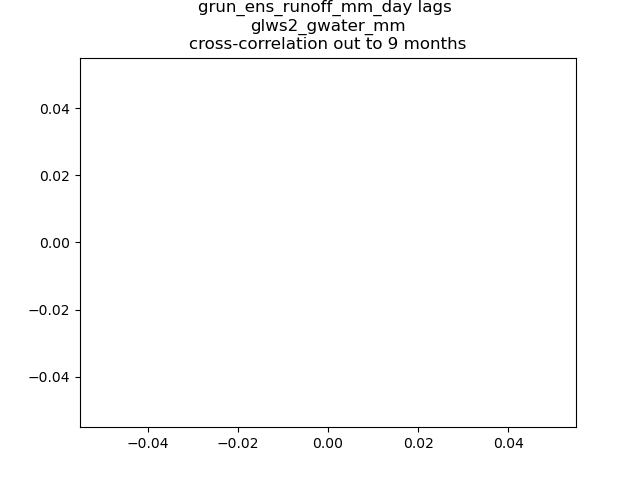 grun_ens_runoff_mm_day lags
glws2_gwater_mm
cross-correlation out to 9 months
0.04
0.02
0.00
−0.02
−0.04
−0.04 −0.02 0.00 0.02 0.04